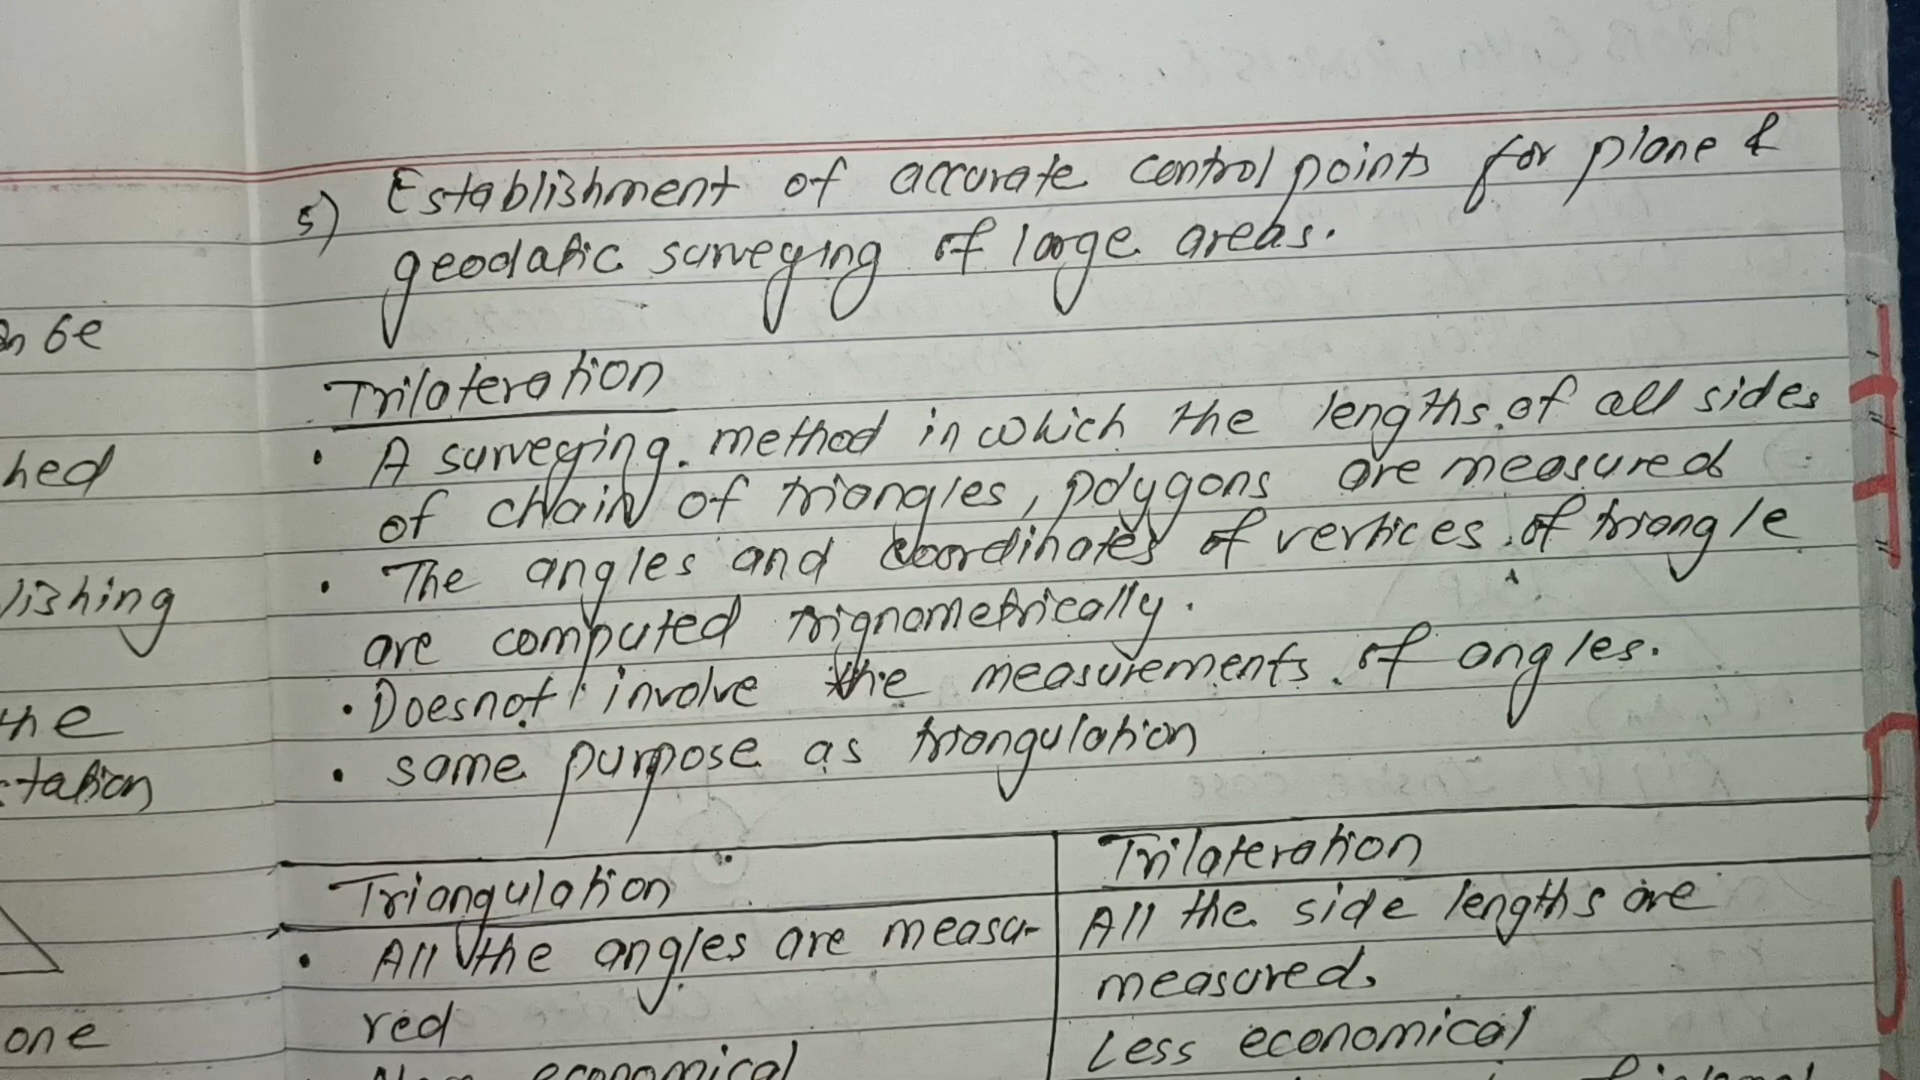 5) Establishment of accurate control points for plane &
geodatic surveying of large areas.
Trilateration
• A surveying method in which the lengths of all sides
of chain of triangles, polygons are measured
• The angles and coordinates of vertices of triangle
are computed trignometrically.
• Doesnot involve the measurements of angles.
• same purpose as triangulation
Triangulation
• All the angles are measu-
red
economical
Trilateration
All the side lengths are
measured.
Less economical
be
hed
lishing
the
station
one